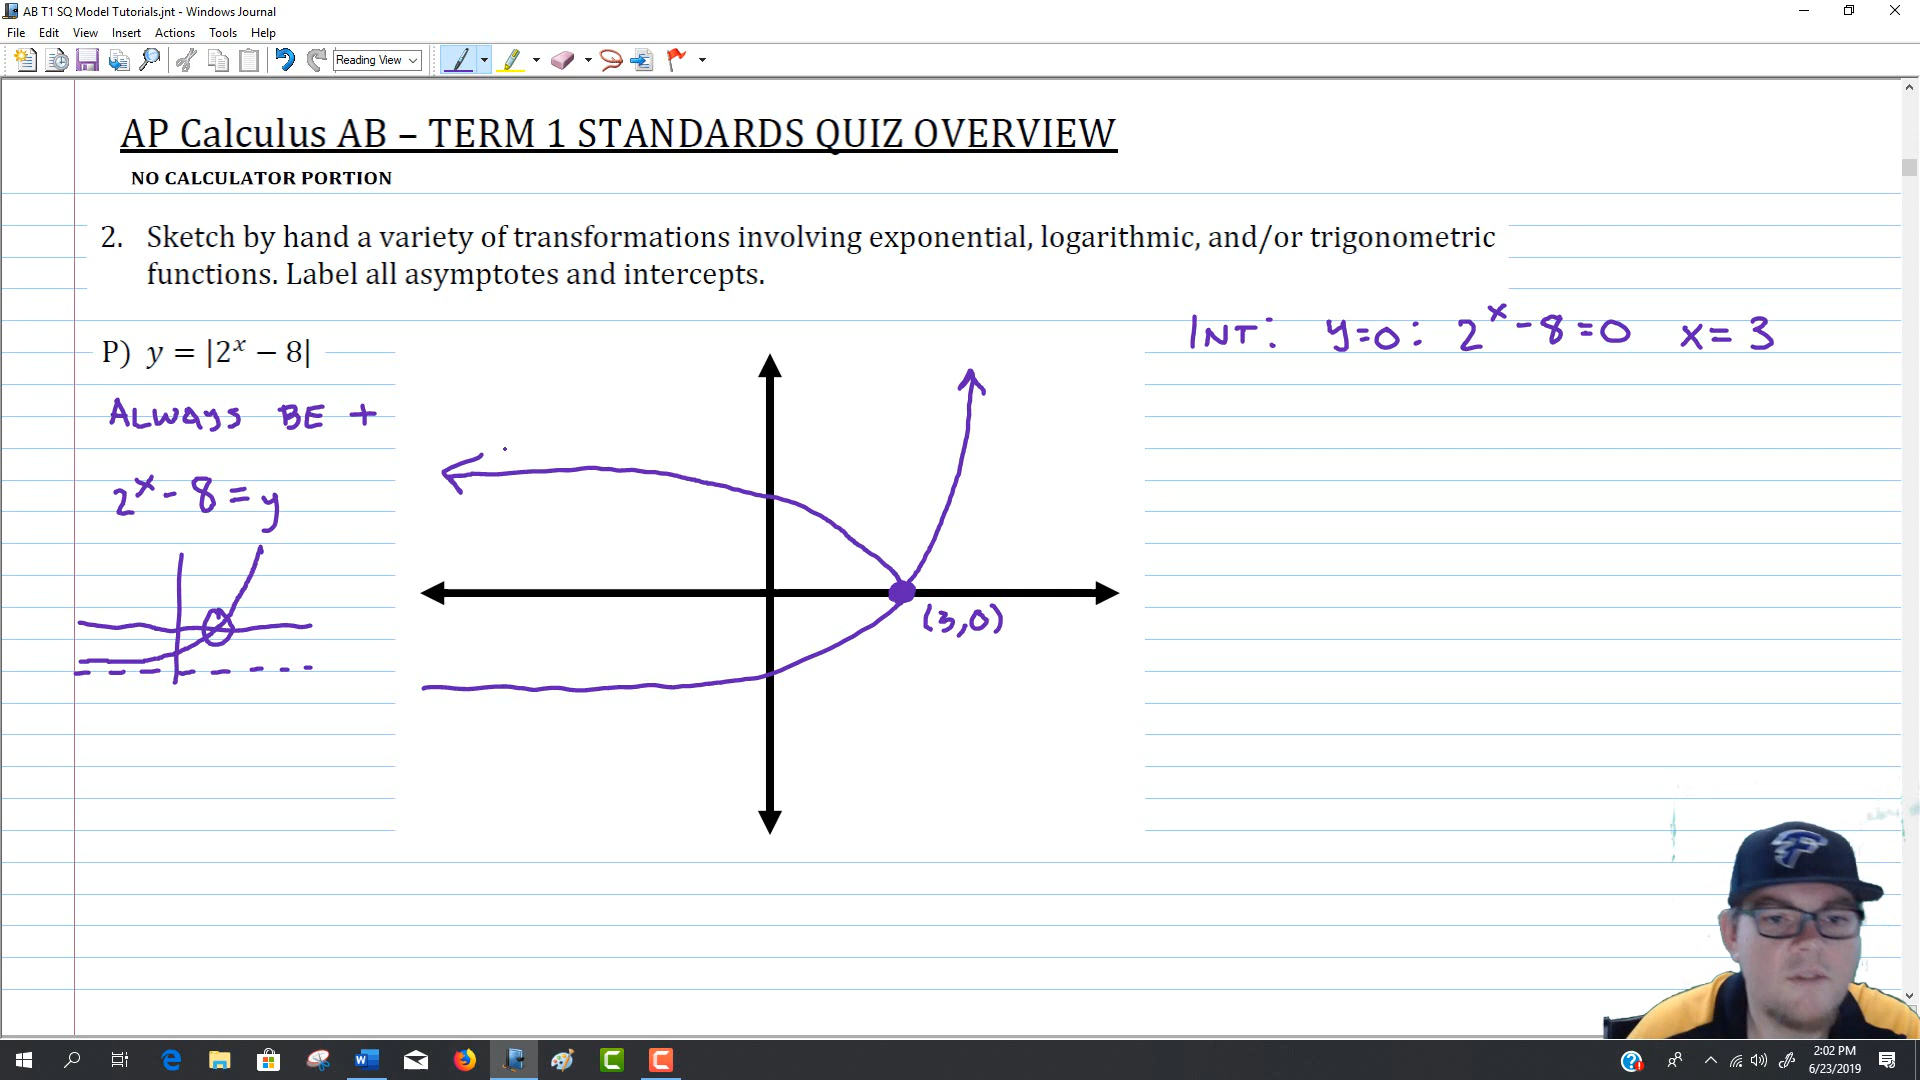 AB T1 SQ Model Tutorials.jnt - Windows Journal
File Edit View Insert Actions Tools Help
Reading View
AP Calculus AB – TERM 1 STANDARDS QUIZ OVERVIEW
NO CALCULATOR PORTION
2. Sketch by hand a variety of transformations involving exponential, logarithmic, and/or trigonometric
functions. Label all asymptotes and intercepts.
INT: y=0: 2^x-8=0 x=3
P) y = |2^x − 8|
ALWAYS BE +
2^x-8=y
(3,0)
2:02 PM
6/23/2019